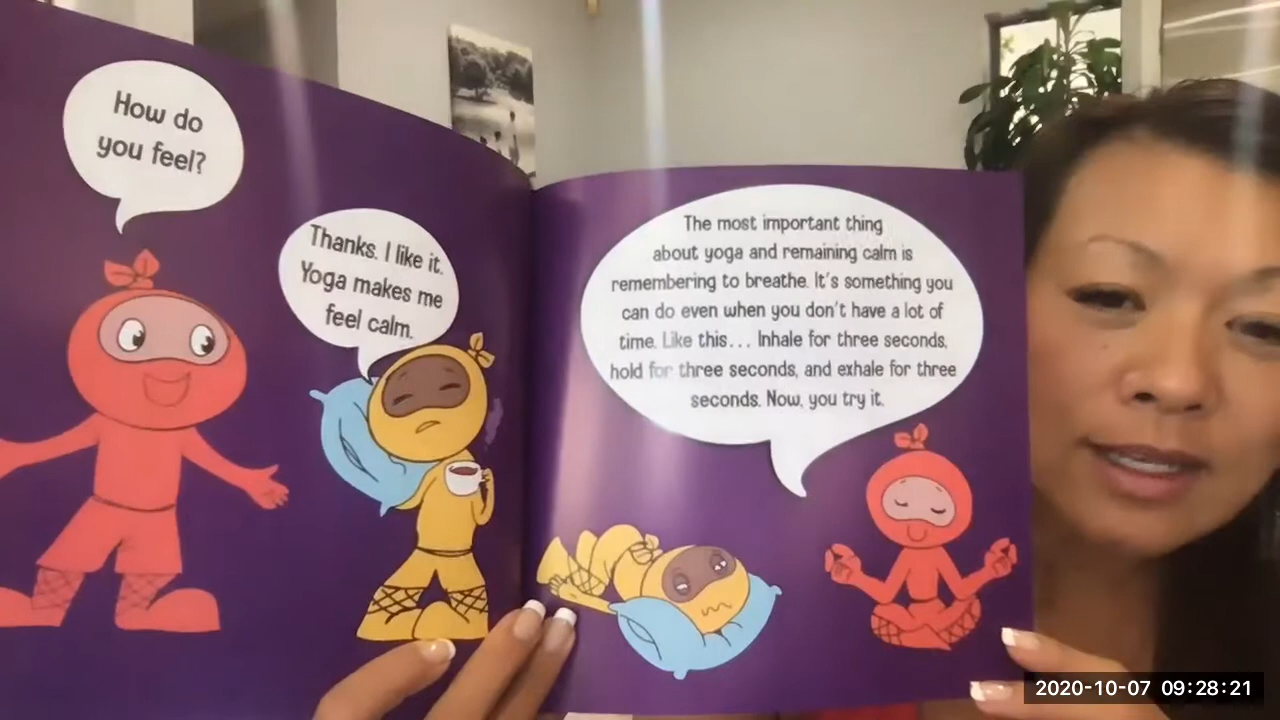 How do
you feel?
Thanks. I like it.
Yoga makes me
feel calm.
The most important thing
about yoga and remaining calm is
remembering to breathe. It's something you
can do even when you don't have a lot of
time. Like this... Inhale for three seconds,
hold for three seconds, and exhale for three
seconds. Now, you try it.
2020-10-07 09:28:21